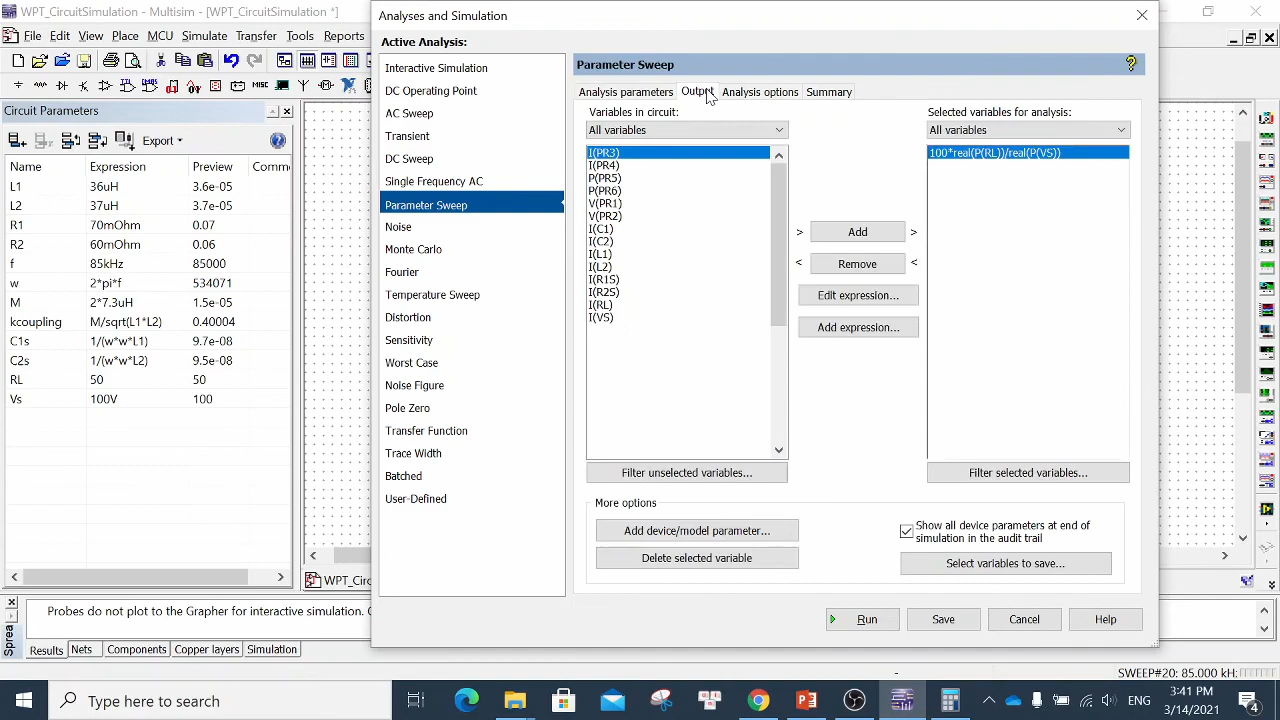 WPT_CircuitSimulation - Multisim - [WPT_CircuitSimulation *]
File Edit View Place MCU Simulate Transfer Tools Reports
Circuit Parameters
Export
Name Expression Preview Comme
L1 36uH 3.6e-05
L2 37uH 3.6e-05
R1 70mOhm 0.07
R2 60mOhm 0.06
f 85kHz 85000
w 2*pi*f 534071
M 2*7.3uH 1.5e-05
kcoupling M/sqrt(L1*L2) 0.40004
C1s 1/(w*w*L1) 9.7e-08
C2s 1/(w*w*L2) 9.5e-08
RL 50 50
Vs 100V 100
WPT_Circu
Analyses and Simulation
Active Analysis:
Interactive Simulation
DC Operating Point
AC Sweep
Transient
DC Sweep
Single Frequency AC
Parameter Sweep
Noise
Monte Carlo
Fourier
Temperature Sweep
Distortion
Sensitivity
Worst Case
Noise Figure
Pole Zero
Transfer Function
Trace Width
Batched
User-Defined
Parameter Sweep
Analysis parameters Output Analysis options Summary
Variables in circuit:
All variables
I(PR3)
I(PR4)
P(PR5)
P(PR6)
V(PR1)
V(PR2)
I(C1)
I(C2)
I(L1)
I(L2)
I(R1S)
I(R2S)
I(RL)
I(VS)
Filter unselected variables...
> Add >
< Remove <
Edit expression...
Add expression...
Selected variables for analysis:
All variables
100*real(P(RL))/real(P(VS))
Filter selected variables...
More options
Add device/model parameter...
Delete selected variable
Show all device parameters at end of
simulation in the audit trail
Select variables to save...
Run Save Cancel Help
Probes do not plot to the Grapher for interactive simulation. C
Sprea
Results Nets Components Copper layers Simulation
SWEEP#20: 85.000 kH:
Type here to search
ENG
3:41 PM
3/14/2021
4